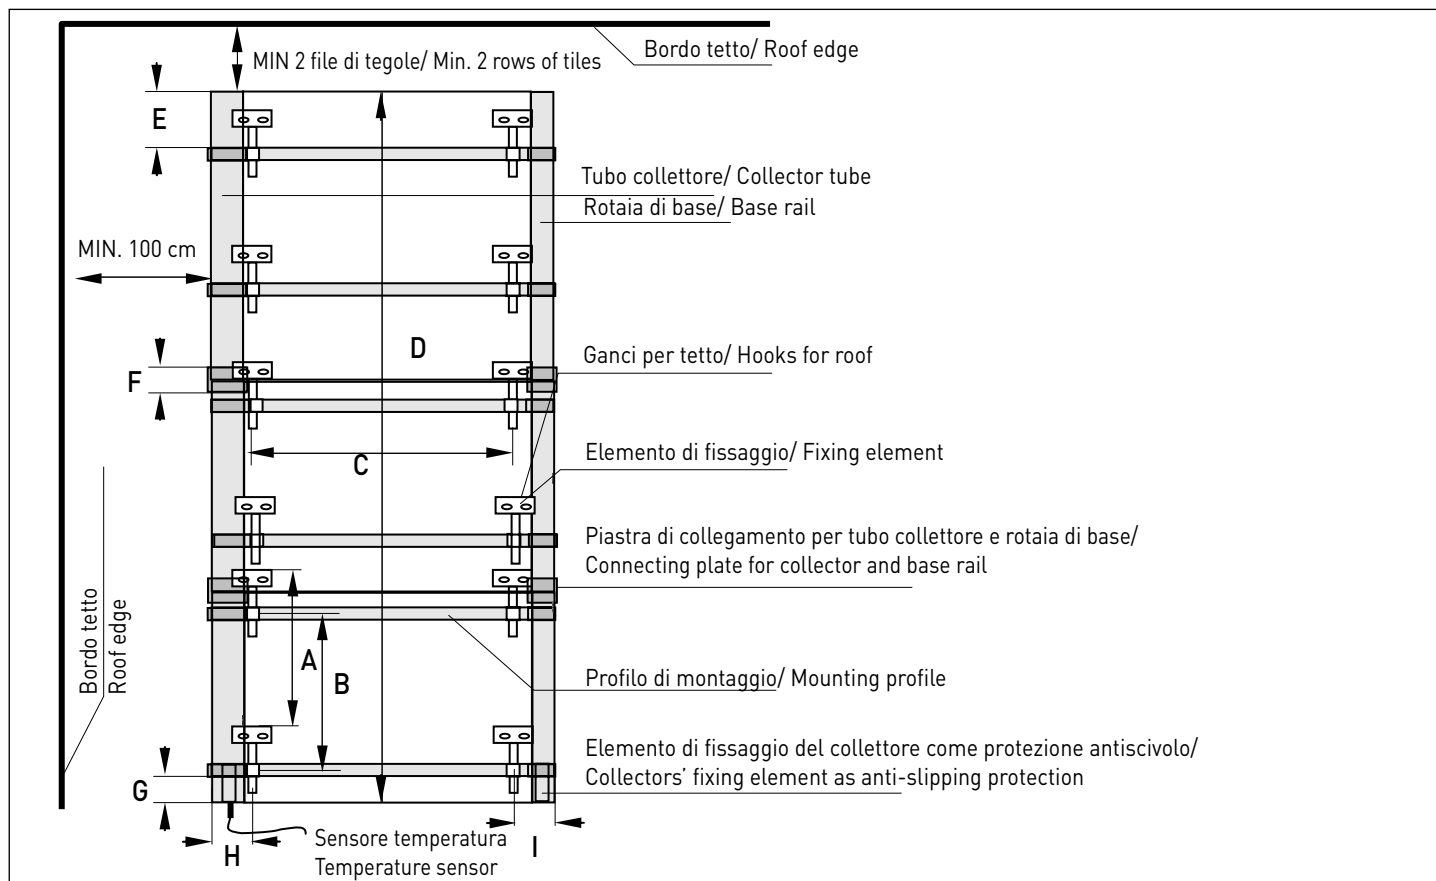 MIN 2 file di tegole/ Min. 2 rows of tiles
Bordo tetto/ Roof edge
E
Tubo collettore/ Collector tube
Rotaia di base/ Base rail
MIN. 100 cm
D
Ganci per tetto/ Hooks for roof
F
C
Elemento di fissaggio/ Fixing element
Piastra di collegamento per tubo collettore e rotaia di base/
Connecting plate for collector and base rail
Bordo tetto
Roof edge
A
B
Profilo di montaggio/ Mounting profile
Elemento di fissaggio del collettore come protezione antiscivolo/
Collectors' fixing element as anti-slipping protection
G
H
Sensore temperatura
Temperature sensor
I